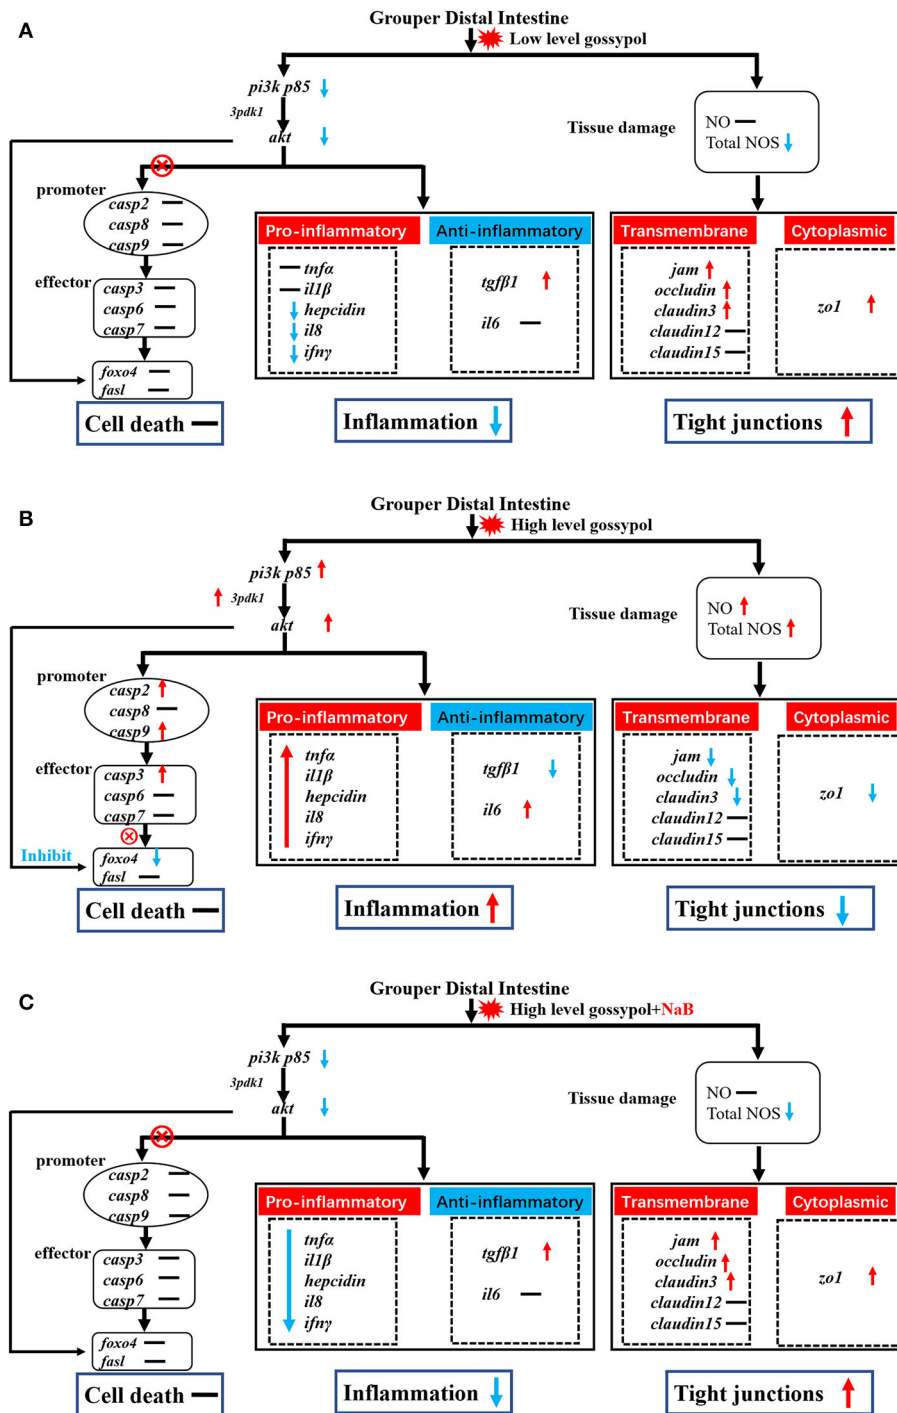 A
Grouper Distal Intestine
Low level gossypol
pi3k p85
3pdk1
akt
Tissue damage
NO
Total NOS
promoter
casp2
casp8
casp9
effector
casp3
casp6
casp7
foxo4
fasl
Cell death
Pro-inflammatory
tnfα
il1β
hepcidin
il8
ifnγ
Anti-inflammatory
tgfβ1
il6
Inflammation
Transmembrane
jam
occludin
claudin3
claudin12
claudin15
Cytoplasmic
zo1
Tight junctions
B
Grouper Distal Intestine
High level gossypol
pi3k p85
3pdk1
akt
Tissue damage
NO
Total NOS
promoter
casp2
casp8
casp9
effector
casp3
casp6
casp7
Inhibit
foxo4
fasl
Cell death
Pro-inflammatory
tnfα
il1β
hepcidin
il8
ifnγ
Anti-inflammatory
tgfβ1
il6
Inflammation
Transmembrane
jam
occludin
claudin3
claudin12
claudin15
Cytoplasmic
zo1
Tight junctions
C
Grouper Distal Intestine
High level gossypol+NaB
pi3k p85
3pdk1
akt
Tissue damage
NO
Total NOS
promoter
casp2
casp8
casp9
effector
casp3
casp6
casp7
foxo4
fasl
Cell death
Pro-inflammatory
tnfα
il1β
hepcidin
il8
ifnγ
Anti-inflammatory
tgfβ1
il6
Inflammation
Transmembrane
jam
occludin
claudin3
claudin12
claudin15
Cytoplasmic
zo1
Tight junctions